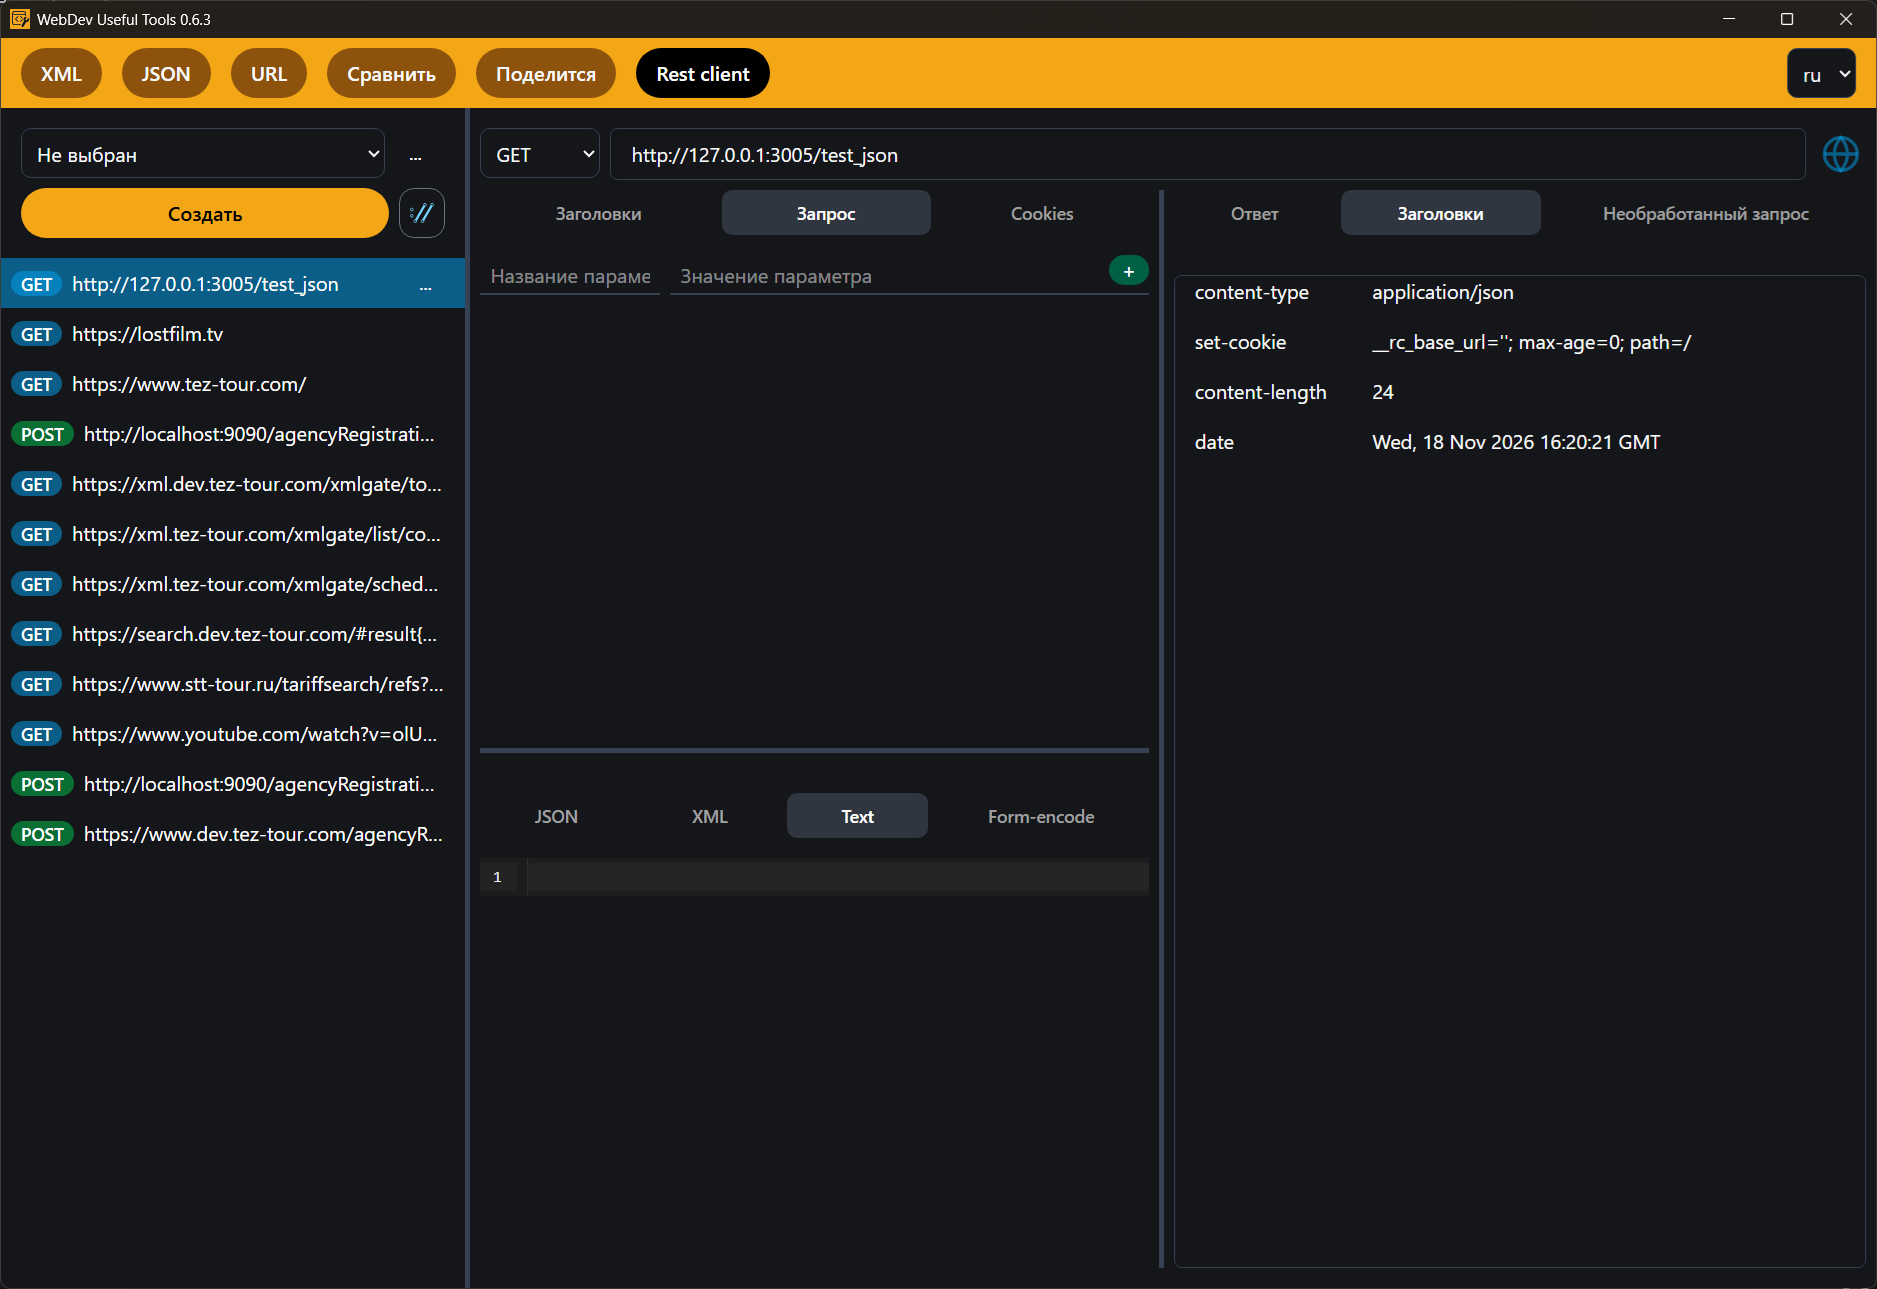 WebDev Useful Tools 0.6.3
XML
JSON
URL
Сравнить
Поделится
Rest client
ru
Не выбран
...
Создать
://
GET http://127.0.0.1:3005/test_json ...
GET https://lostfilm.tv
GET https://www.tez-tour.com/
POST http://localhost:9090/agencyRegistrati...
GET https://xml.dev.tez-tour.com/xmlgate/to...
GET https://xml.tez-tour.com/xmlgate/list/co...
GET https://xml.tez-tour.com/xmlgate/sched...
GET https://search.dev.tez-tour.com/#result{...
GET https://www.stt-tour.ru/tariffsearch/refs?...
GET https://www.youtube.com/watch?v=olU...
POST http://localhost:9090/agencyRegistrati...
POST https://www.dev.tez-tour.com/agencyR...
GET
http://127.0.0.1:3005/test_json
Заголовки
Запрос
Cookies
Название параме
Значение параметра
+
JSON
XML
Text
Form-encode
1
Ответ
Заголовки
Необработанный запрос
content-type application/json
set-cookie __rc_base_url=''; max-age=0; path=/
content-length 24
date Wed, 18 Nov 2026 16:20:21 GMT